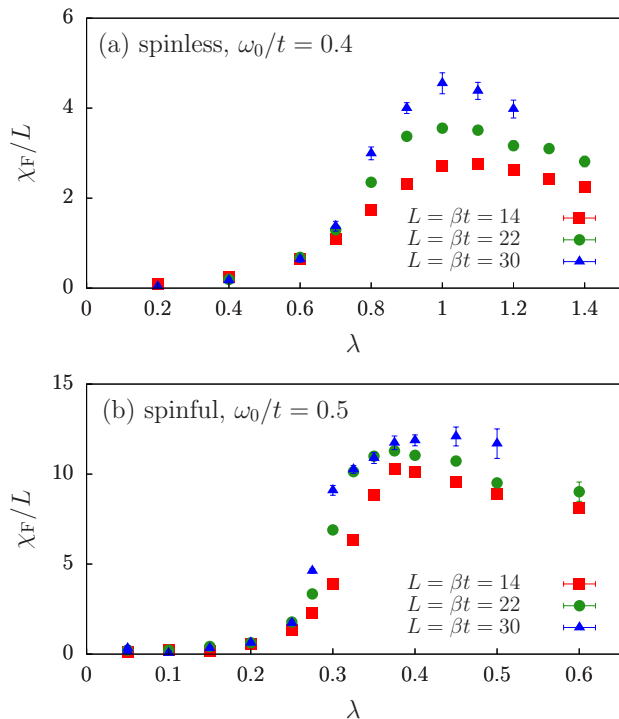 6
(a) spinless, ω₀/t = 0.4
4
χF/L
2
L = βt = 14
L = βt = 22
L = βt = 30
0
0 0.2 0.4 0.6 0.8 1 1.2 1.4
λ
15
(b) spinful, ω₀/t = 0.5
10
χF/L
5
L = βt = 14
L = βt = 22
L = βt = 30
0
0 0.1 0.2 0.3 0.4 0.5 0.6
λ